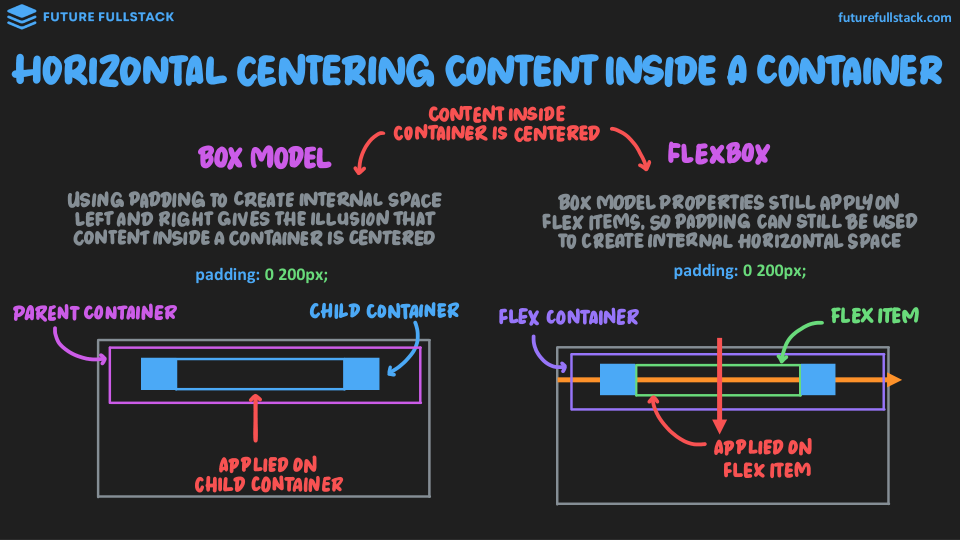 FUTURE FULLSTACK
futurefullstack.com
HORIZONTAL CENTERING CONTENT INSIDE A CONTAINER
CONTENT INSIDE
CONTAINER IS CENTERED
BOX MODEL
USING PADDING TO CREATE INTERNAL SPACE
LEFT AND RIGHT GIVES THE ILLUSION THAT
CONTENT INSIDE A CONTAINER IS CENTERED
padding: 0 200px;
PARENT CONTAINER
CHILD CONTAINER
APPLIED ON
CHILD CONTAINER
FLEXBOX
BOX MODEL PROPERTIES STILL APPLY ON
FLEX ITEMS, SO PADDING CAN STILL BE USED
TO CREATE INTERNAL HORIZONTAL SPACE
padding: 0 200px;
FLEX CONTAINER
FLEX ITEM
APPLIED ON
FLEX ITEM